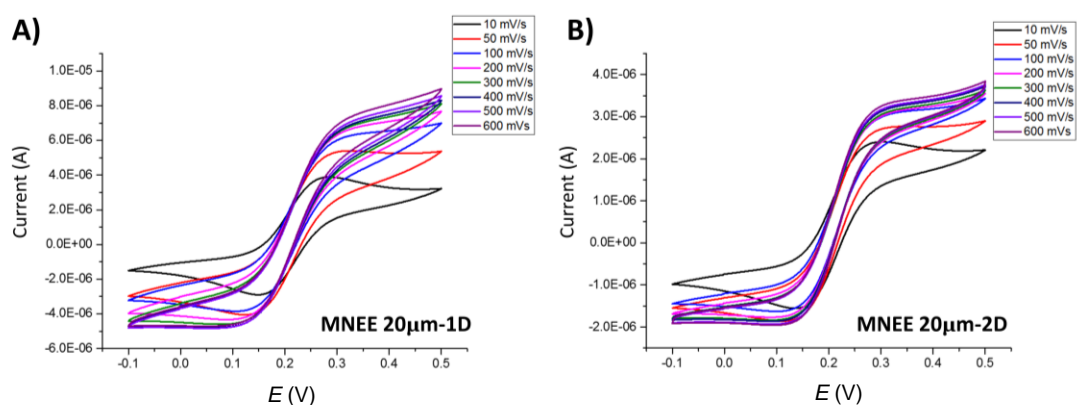 A)
10 mV/s
50 mV/s
100 mV/s
200 mV/s
300 mV/s
400 mV/s
500 mV/s
600 mVs
1.0E-05
8.0E-06
6.0E-06
4.0E-06
2.0E-06
0.0E+00
-2.0E-06
-4.0E-06
-6.0E-06
Current (A)
MNEE 20µm-1D
-0.1
0.0
0.1
0.2
0.3
0.4
0.5
E (V)
B)
10 mV/s
50 mV/s
100 mV/s
200 mV/s
300 mV/s
400 mV/s
500 mV/s
600 mV/s
4.0E-06
3.0E-06
2.0E-06
1.0E-06
0.0E+00
-1.0E-06
-2.0E-06
Current (A)
MNEE 20µm-2D
-0.1
0.0
0.1
0.2
0.3
0.4
0.5
E (V)